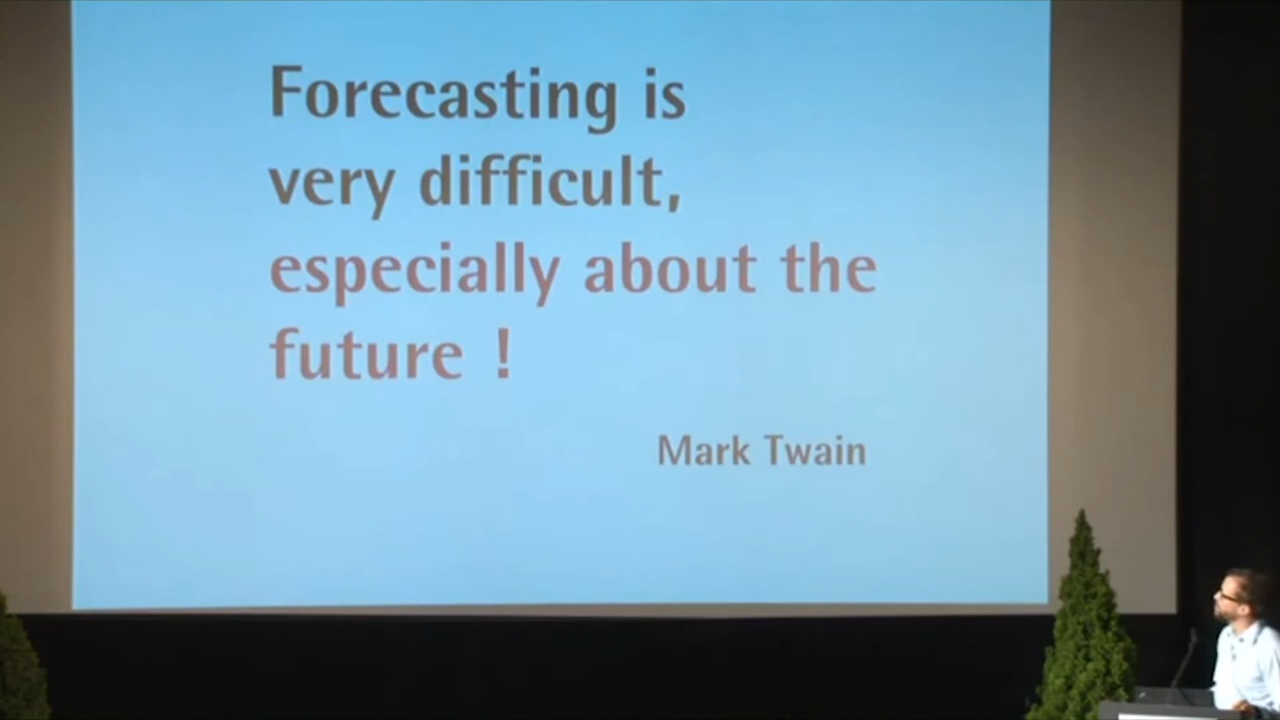 Forecasting is
very difficult,
especially about the
future !
Mark Twain